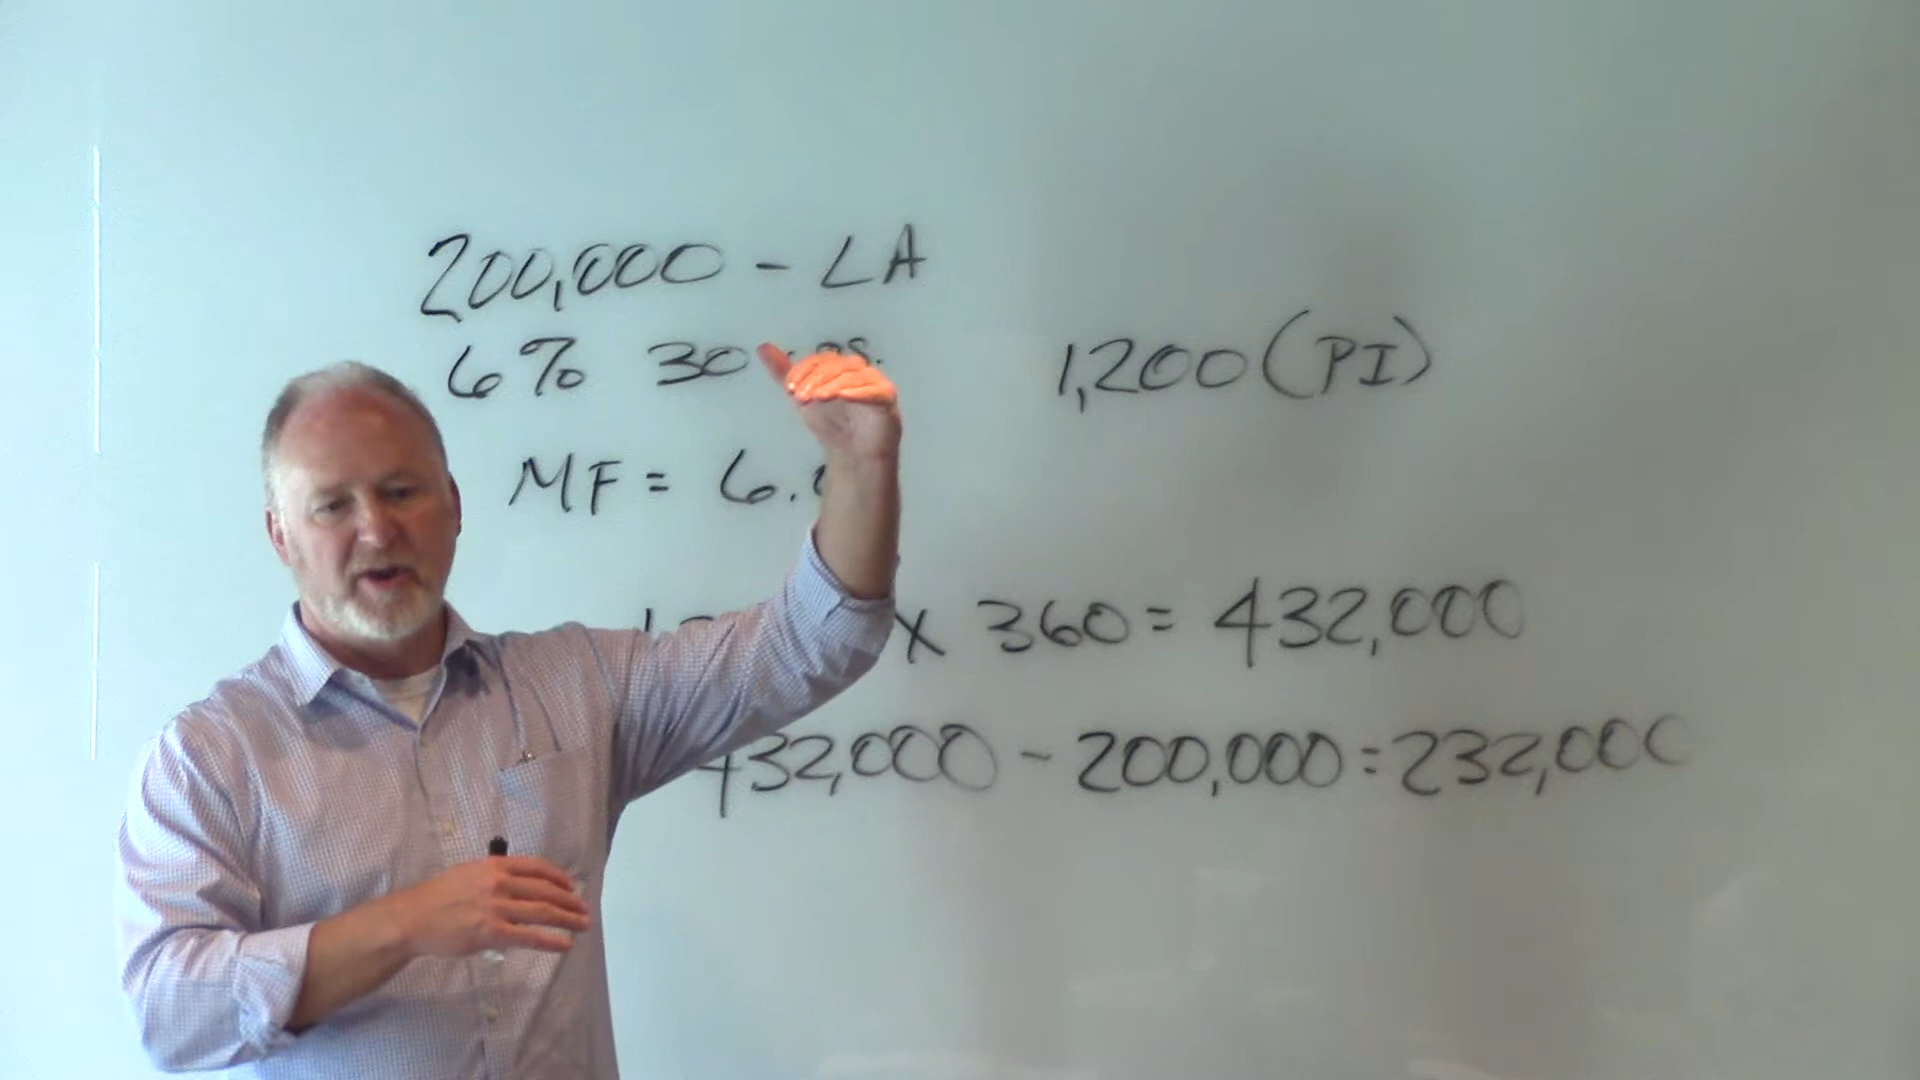 200,000 - LA
6% 30
1,200 (PI)
MF = 6.
x 360 = 432,000
432,000 - 200,000 = 232,000